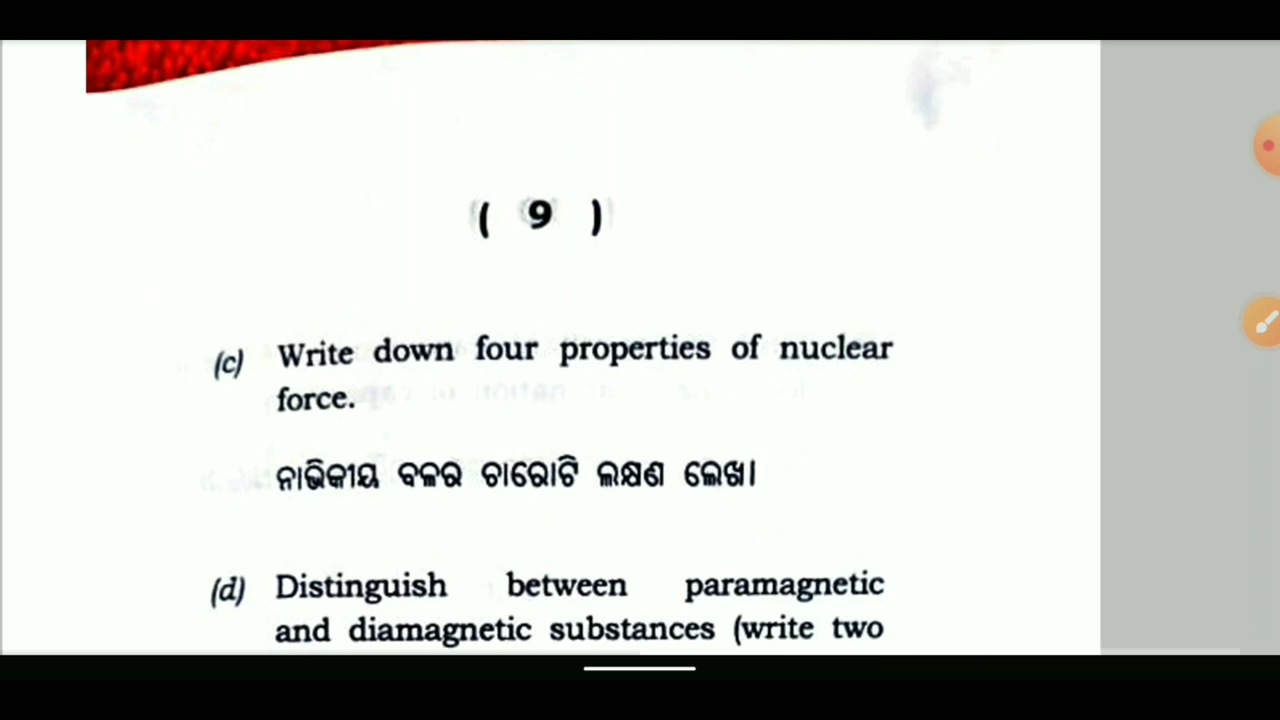 ( 9 )
(c) Write down four properties of nuclear
force.
ନାଭିକୀୟ ବଳର ଚାରୋଟି ଲକ୍ଷଣ ଲେଖ।
(d) Distinguish between paramagnetic
and diamagnetic substances (write two